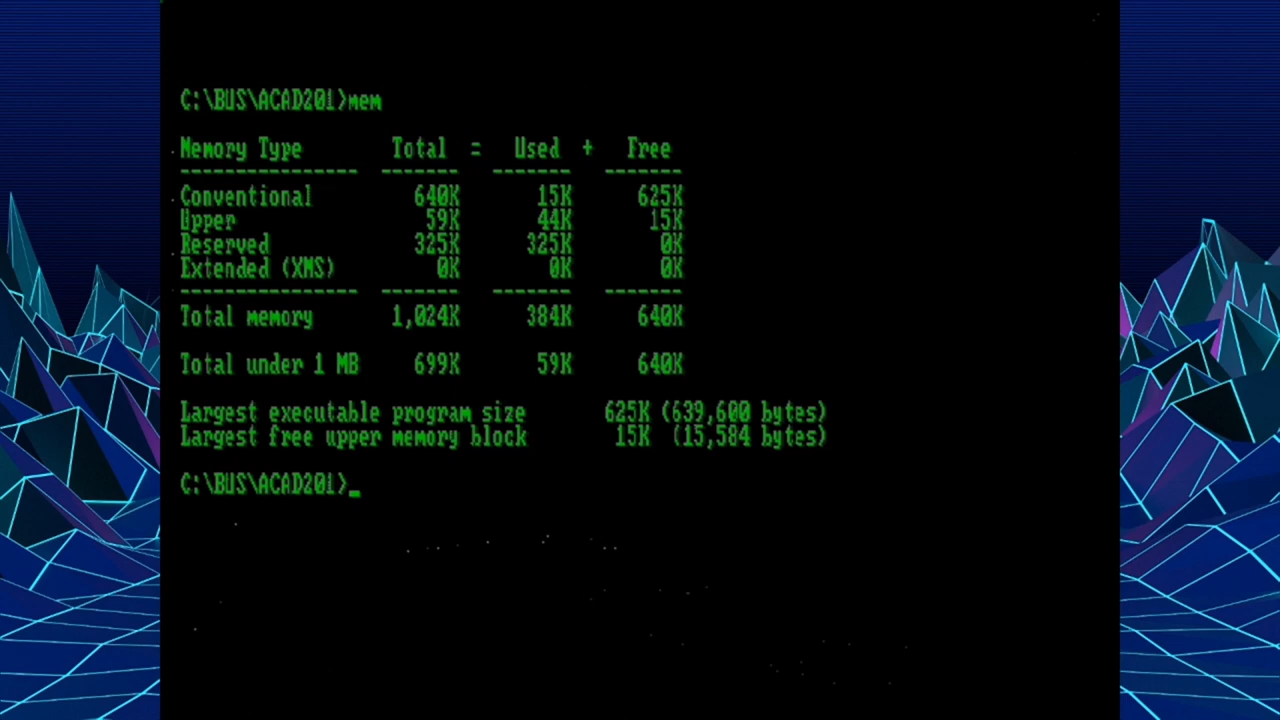 C:\BUS\ACAD201>mem
Memory Type        Total  =   Used  +   Free
----------------  -------   -------   -------
Conventional         640K       15K      625K
Upper                 59K       44K       15K
Reserved             325K      325K        0K
Extended (XMS)         0K        0K        0K
----------------  -------   -------   -------
Total memory       1,024K      384K      640K
Total under 1 MB     699K       59K      640K
Largest executable program size       625K (639,600 bytes)
Largest free upper memory block        15K  (15,584 bytes)
C:\BUS\ACAD201>_